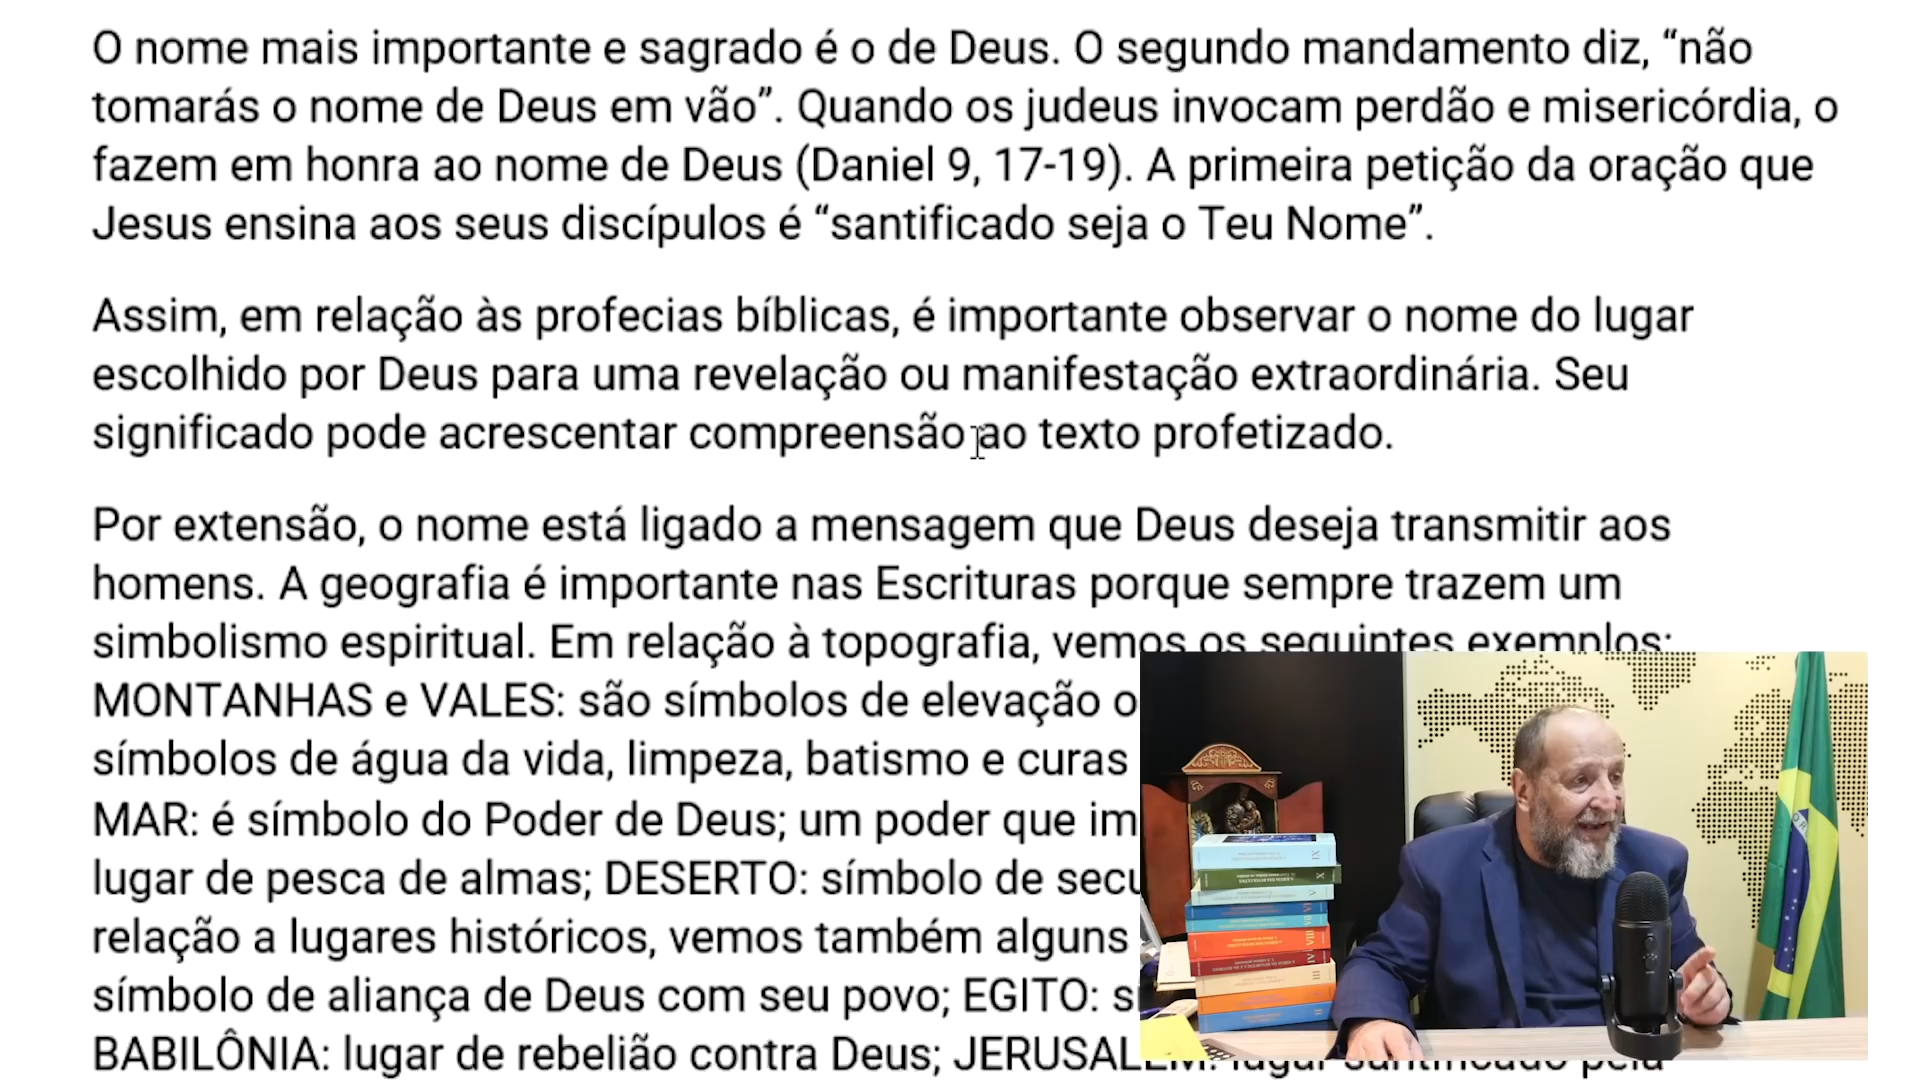 O nome mais importante e sagrado é o de Deus. O segundo mandamento diz, “não
tomarás o nome de Deus em vão”. Quando os judeus invocam perdão e misericórdia, o
fazem em honra ao nome de Deus (Daniel 9, 17-19). A primeira petição da oração que
Jesus ensina aos seus discípulos é “santificado seja o Teu Nome”.
Assim, em relação às profecias bíblicas, é importante observar o nome do lugar
escolhido por Deus para uma revelação ou manifestação extraordinária. Seu
significado pode acrescentar compreensão ao texto profetizado.
Por extensão, o nome está ligado a mensagem que Deus deseja transmitir aos
homens. A geografia é importante nas Escrituras porque sempre trazem um
simbolismo espiritual. Em relação à topografia, vemos os seguintes exemplos:
MONTANHAS e VALES: são símbolos de elevação o
símbolos de água da vida, limpeza, batismo e curas
MAR: é símbolo do Poder de Deus; um poder que im
lugar de pesca de almas; DESERTO: símbolo de secu
relação a lugares históricos, vemos também alguns
símbolo de aliança de Deus com seu povo; EGITO: s
BABILÔNIA: lugar de rebelião contra Deus; JERUSALÉM: lugar santificado pela
XI
X
III